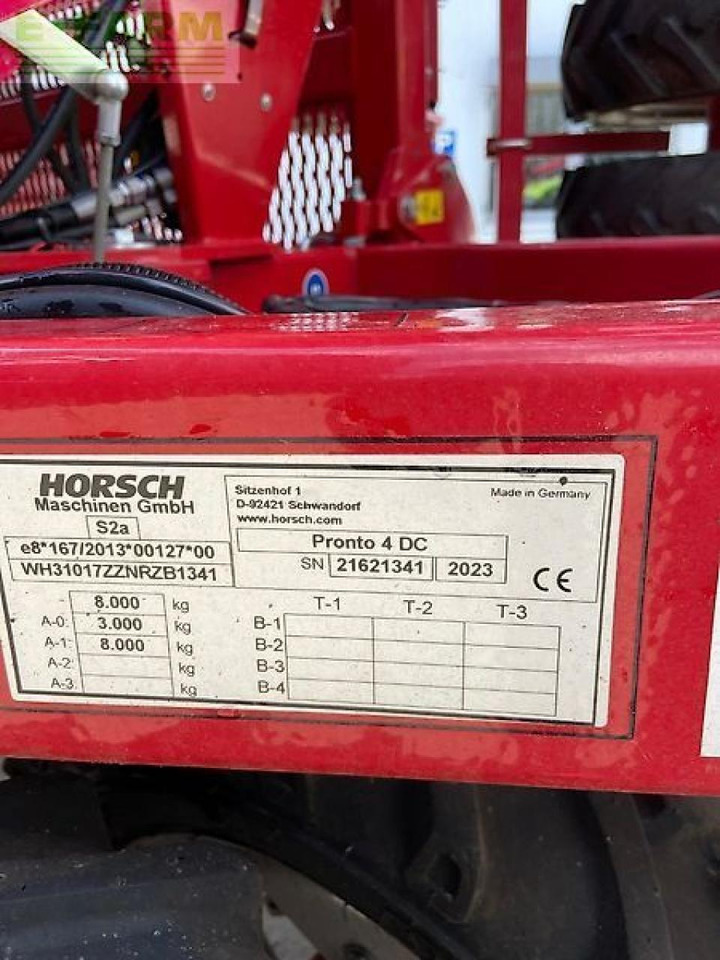 HORSCH
Maschinen GmbH
S2a
e8*167/2013*00127*00
WH31017ZZNRZB1341
Sitzenhof 1
D-92421 Schwandorf
www.horsch.com
Made in Germany
Pronto 4 DC
SN 21621341 2023
CE
8.000 kg
A-0: 3.000 kg
A-1: 8.000 kg
A-2: kg
A-3: kg
T-1 T-2 T-3
B-1
B-2
B-3
B-4